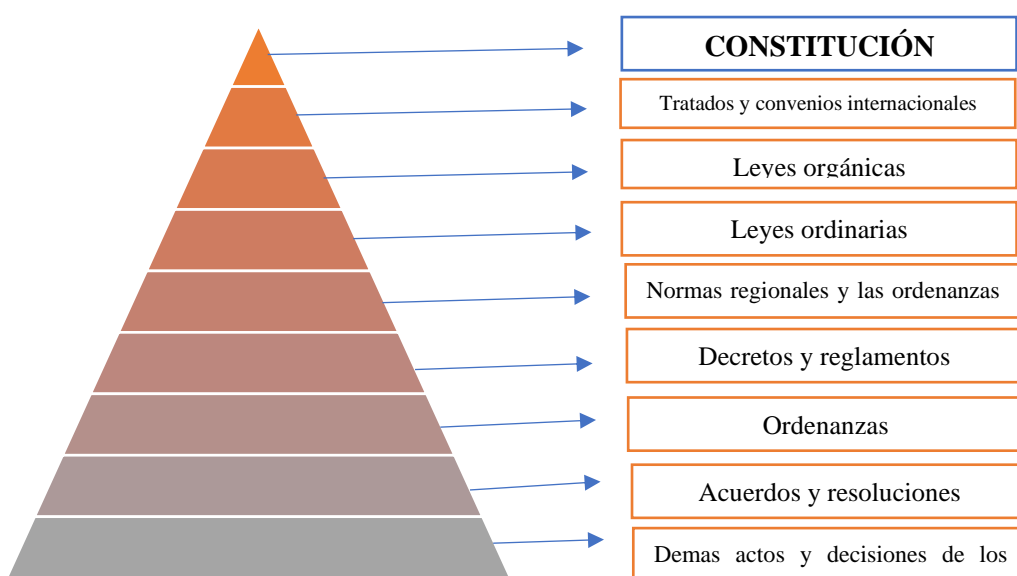 CONSTITUCIÓN
Tratados y convenios internacionales
Leyes orgánicas
Leyes ordinarias
Normas regionales y las ordenanzas
Decretos y reglamentos
Ordenanzas
Acuerdos y resoluciones
Demas actos y decisiones de los